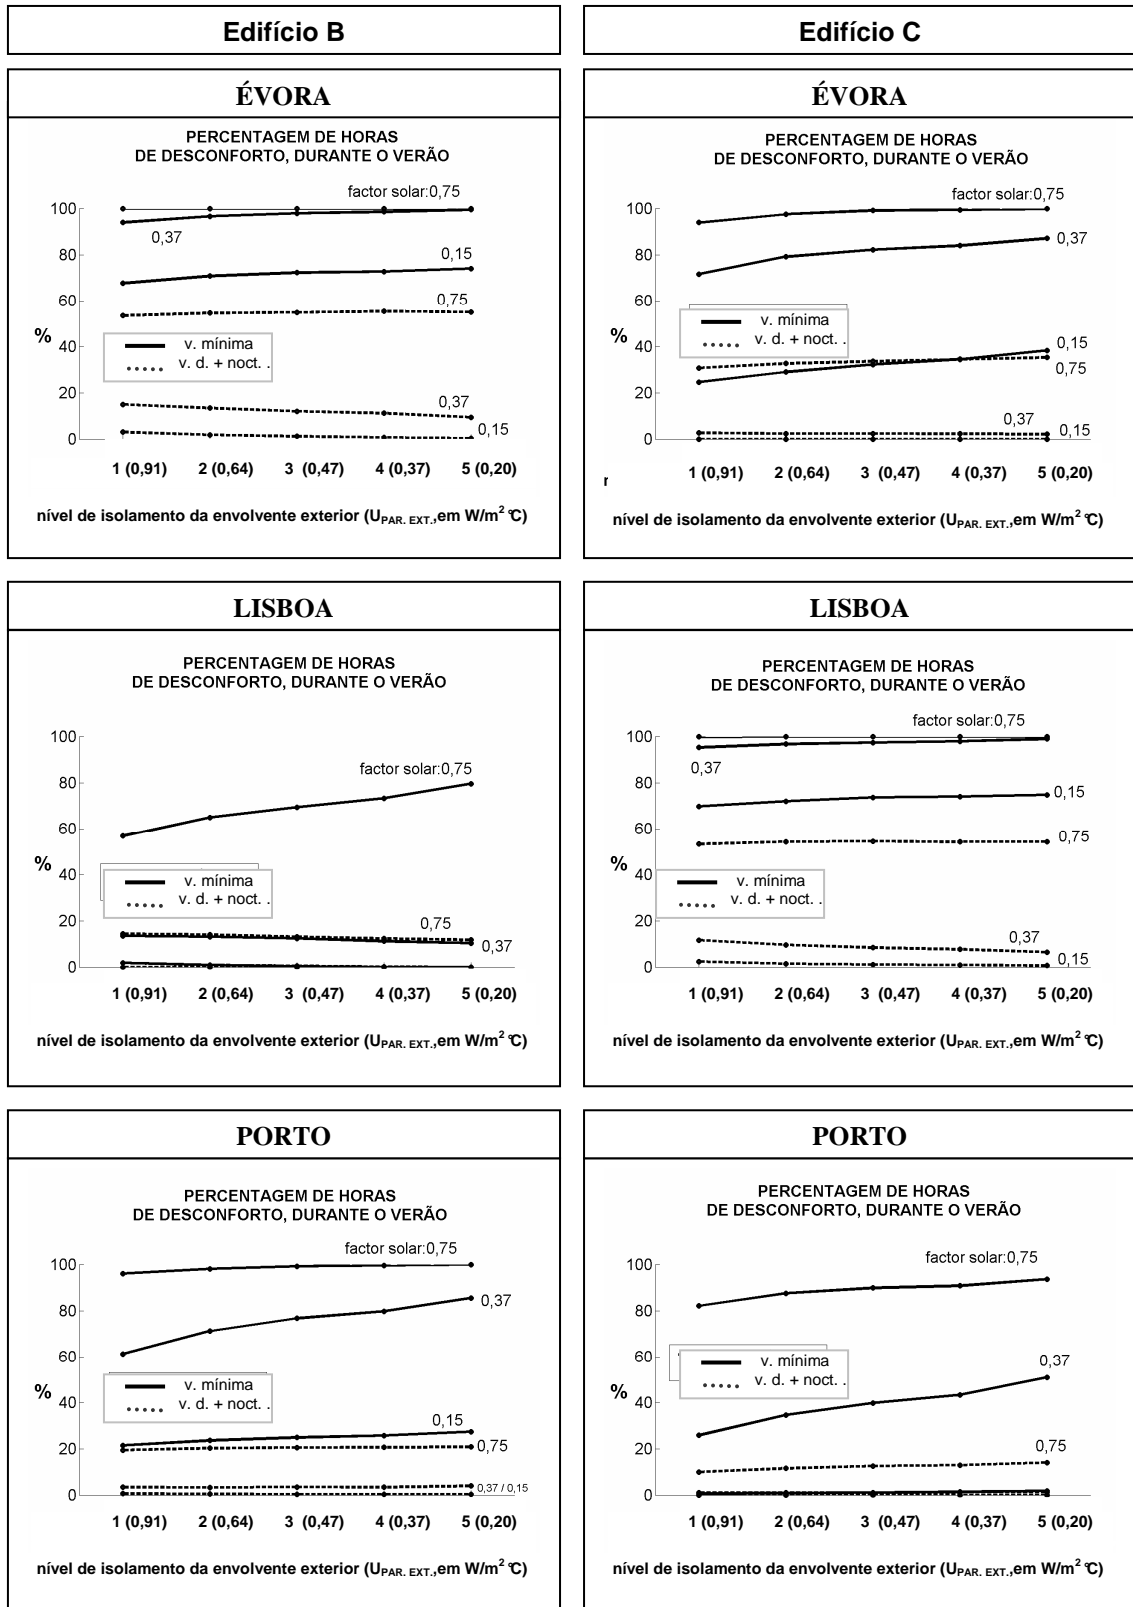 Edifício B
ÉVORA
PERCENTAGEM DE HORAS
DE DESCONFORTO, DURANTE O VERÃO
factor solar:0,75
100
0,37
80
0,15
60
0,75
%
v. mínima
40
v. d. + noct. .
20
0,37
0,15
0
1 (0,91) 2 (0,64) 3 (0,47) 4 (0,37) 5 (0,20)
nível de isolamento da envolvente exterior (UPAR. EXT.,em W/m2 ºC)
LISBOA
PERCENTAGEM DE HORAS
DE DESCONFORTO, DURANTE O VERÃO
100
factor solar:0,75
80
60
%
40
v. mínima
v. d. + noct. .
20
0,75
0,37
0
1 (0,91) 2 (0,64) 3 (0,47) 4 (0,37) 5 (0,20)
nível de isolamento da envolvente exterior (UPAR. EXT.,em W/m2 ºC)
PORTO
PERCENTAGEM DE HORAS
DE DESCONFORTO, DURANTE O VERÃO
factor solar:0,75
100
80
0,37
60
%
v. mínima
40
v. d. + noct. .
0,15
20
0,75
0,37 / 0,15
0
1 (0,91) 2 (0,64) 3 (0,47) 4 (0,37) 5 (0,20)
nível de isolamento da envolvente exterior (UPAR. EXT.,em W/m2 ºC)
Edifício C
ÉVORA
PERCENTAGEM DE HORAS
DE DESCONFORTO, DURANTE O VERÃO
factor solar:0,75
100
0,37
80
60
%
v. mínima
40
v. d. + noct. .
0,15
0,75
20
0,37
0,15
0
1 (0,91) 2 (0,64) 3 (0,47) 4 (0,37) 5 (0,20)
nível de isolamento da envolvente exterior (UPAR. EXT.,em W/m2 ºC)
LISBOA
PERCENTAGEM DE HORAS
DE DESCONFORTO, DURANTE O VERÃO
factor solar:0,75
100
0,37
80
0,15
60
0,75
%
40
v. mínima
v. d. + noct. .
20
0,37
0,15
0
1 (0,91) 2 (0,64) 3 (0,47) 4 (0,37) 5 (0,20)
nível de isolamento da envolvente exterior (UPAR. EXT.,em W/m2 ºC)
PORTO
PERCENTAGEM DE HORAS
DE DESCONFORTO, DURANTE O VERÃO
factor solar:0,75
100
80
60
0,37
%
v. mínima
40
v. d. + noct. .
20
0,75
0
1 (0,91) 2 (0,64) 3 (0,47) 4 (0,37) 5 (0,20)
nível de isolamento da envolvente exterior (UPAR. EXT.,em W/m2 ºC)